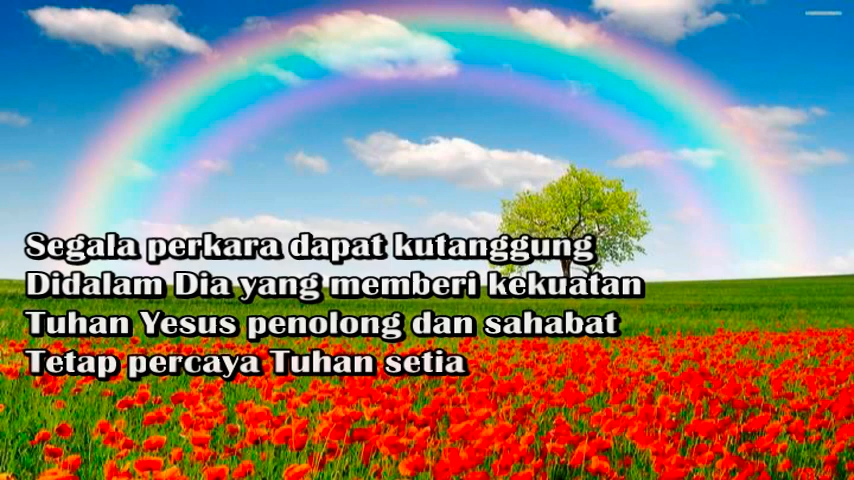 Segala perkara dapat kutanggung
Didalam Dia yang memberi kekuatan
Tuhan Yesus penolong dan sahabat
Tetap percaya Tuhan setia